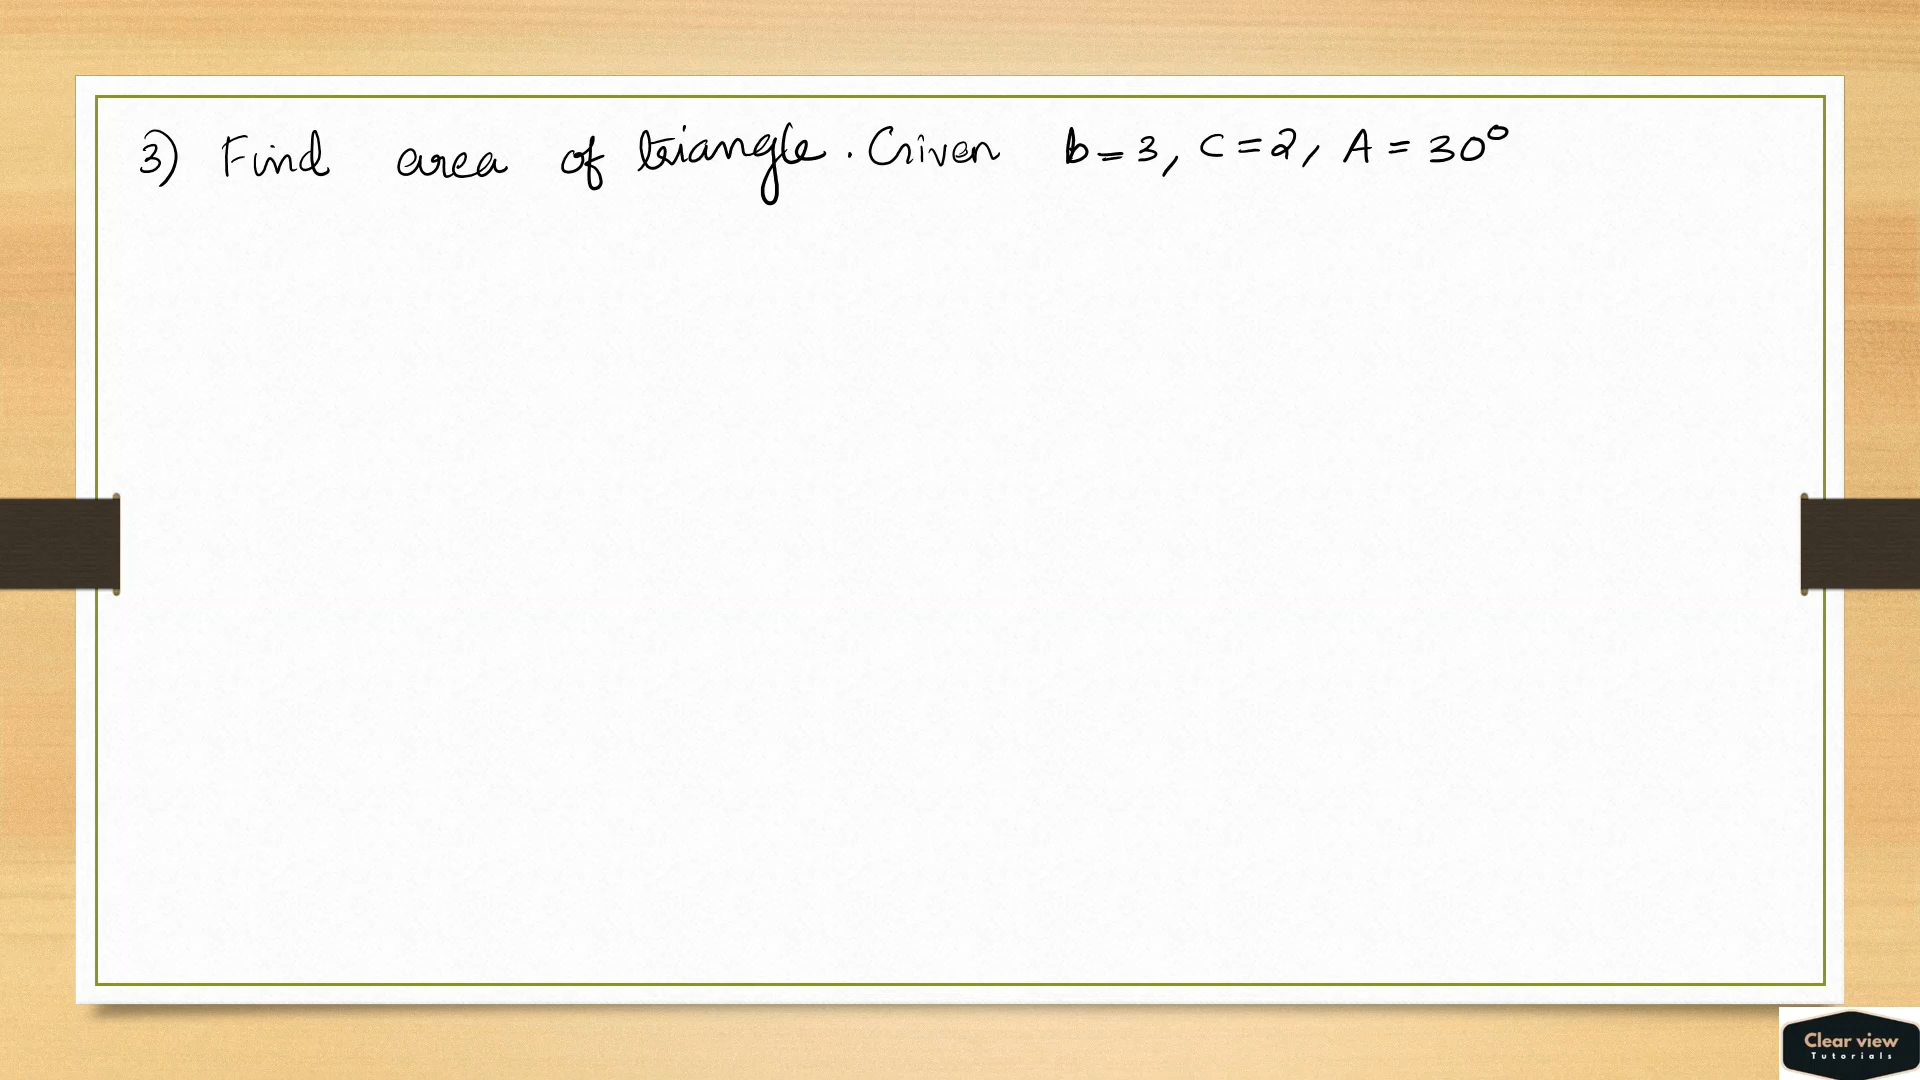 3) Find area of triangle. Given b = 3, c = 2, A = 30°
Clear view
Tutorials